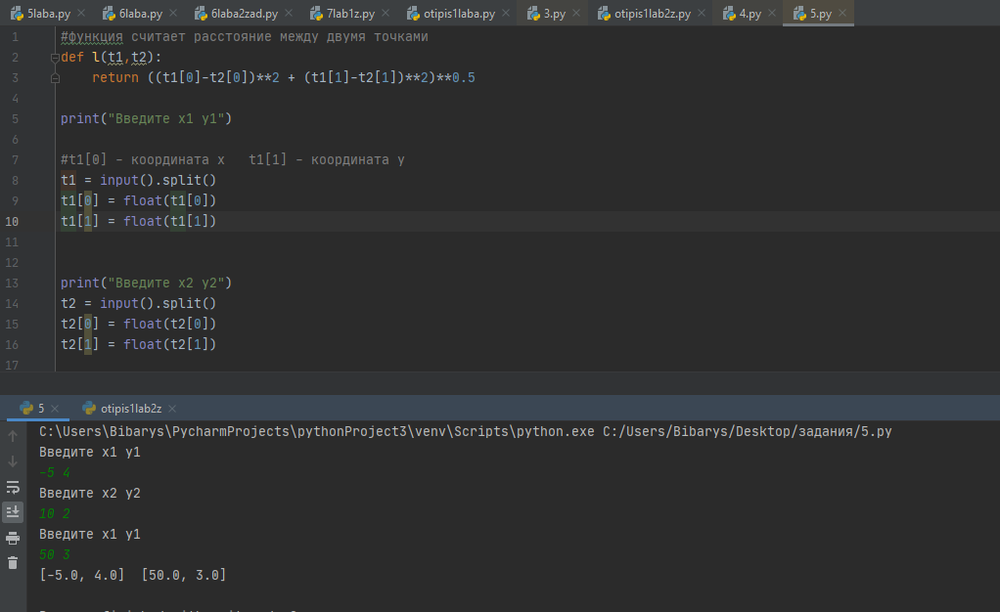 5laba.py 6laba.py 6laba2zad.py 7lab1z.py otipis1laba.py 3.py otipis1lab2z.py 4.py 5.py
1 #функция считает расстояние между двумя точками
2 def l(t1,t2):
3 return ((t1[0]-t2[0])**2 + (t1[1]-t2[1])**2)**0.5
4
5 print("Введите x1 y1")
6
7 #t1[0] - координата x t1[1] - координата y
8 t1 = input().split()
9 t1[0] = float(t1[0])
10 t1[1] = float(t1[1])
11
12
13 print("Введите x2 y2")
14 t2 = input().split()
15 t2[0] = float(t2[0])
16 t2[1] = float(t2[1])
17
5 otipis1lab2z
C:\Users\Bibarys\PycharmProjects\pythonProject3\venv\Scripts\python.exe C:/Users/Bibarys/Desktop/задания/5.py
Введите x1 y1
-5 4
Введите x2 y2
10 2
Введите x1 y1
50 3
[-5.0, 4.0] [50.0, 3.0]